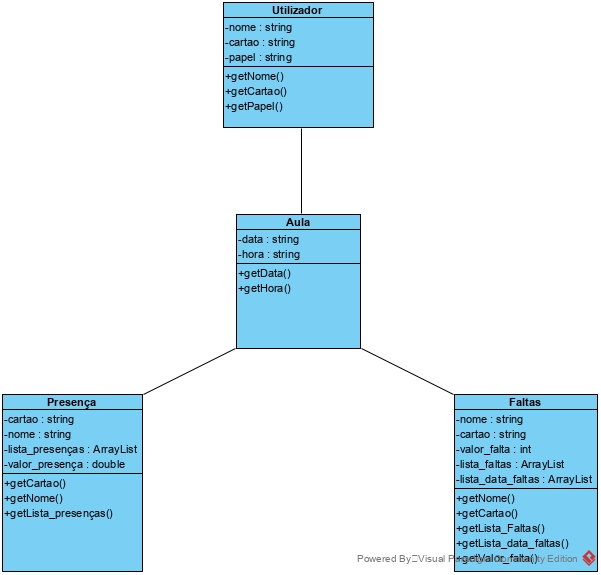 Utilizador
-nome : string
-cartao : string
-papel : string
+getNome()
+getCartao()
+getPapel()
Aula
-data : string
-hora : string
+getData()
+getHora()
Presença
-cartao : string
-nome : string
-lista_presenças : ArrayList
-valor_presença : double
+getCartao()
+getNome()
+getLista_presenças()
Faltas
-nome : string
-cartao : string
-valor_falta : int
-lista_faltas : ArrayList
-lista_data_faltas : ArrayList
+getNome()
+getCartao()
+getLista_Faltas()
+getLista_data_faltas()
+getValor_falta()
Powered By Visual Paradigm Community Edition